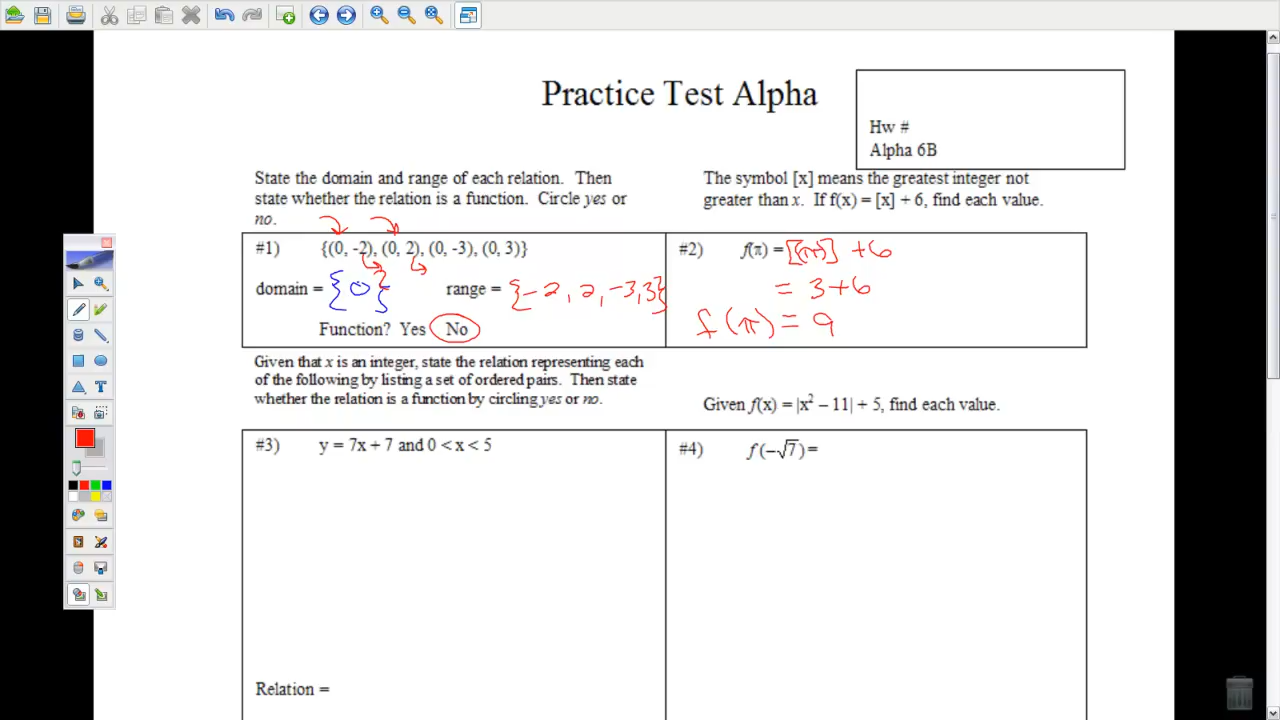 Practice Test Alpha
Hw #
Alpha 6B
State the domain and range of each relation. Then
state whether the relation is a function. Circle yes or
no.
The symbol [x] means the greatest integer not
greater than x. If f(x) = [x] + 6, find each value.
#1) {(0, -2), (0, 2), (0, -3), (0, 3)}
domain = {0} range = {-2, 2, -3, 3}
Function? Yes No
#2) f(π) = [(π)] + 6
= 3 + 6
f(π) = 9
Given that x is an integer, state the relation representing each
of the following by listing a set of ordered pairs. Then state
whether the relation is a function by circling yes or no.
Given f(x) = |x² – 11| + 5, find each value.
#3) y = 7x + 7 and 0 < x < 5
Relation =
#4) f(–√7) =